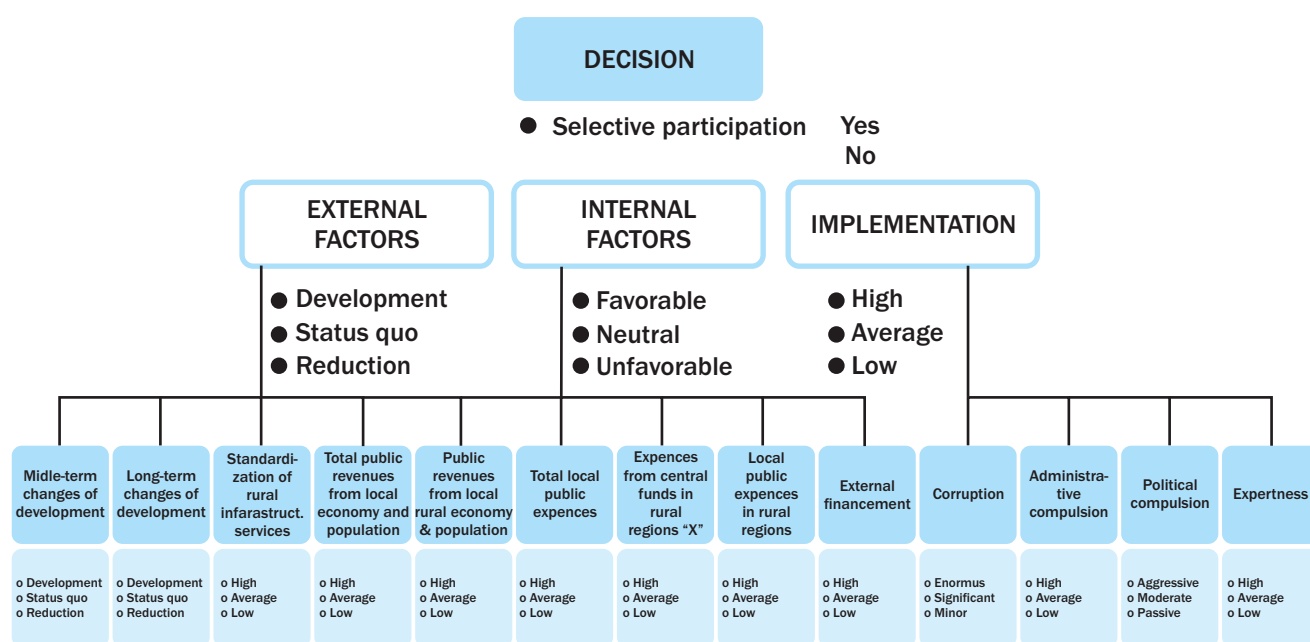 DECISION
● Selective participation Yes
No
EXTERNAL
FACTORS
INTERNAL
FACTORS
IMPLEMENTATION
● Development
● Status quo
● Reduction
● Favorable
● Neutral
● Unfavorable
● High
● Average
● Low
Midle-term
changes of
development
Long-term
changes of
development
Standardi-
zation of
rural
infarastruct.
services
Total public
revenues
from local
economy and
population
Public
revenues
from local
rural economy
& population
Total local
public
expences
Expences
from central
funds in
rural
regions “X”
Local
public
expences
in rural
regions
External
financement
Corruption
Administra-
tive
compulsion
Political
compulsion
Expertness
o Development
o Status quo
o Reduction
o Development
o Status quo
o Reduction
o High
o Average
o Low
o High
o Average
o Low
o High
o Average
o Low
o High
o Average
o Low
o High
o Average
o Low
o High
o Average
o Low
o High
o Average
o Low
o Enormus
o Significant
o Minor
o High
o Average
o Low
o Aggressive
o Moderate
o Passive
o High
o Average
o Low